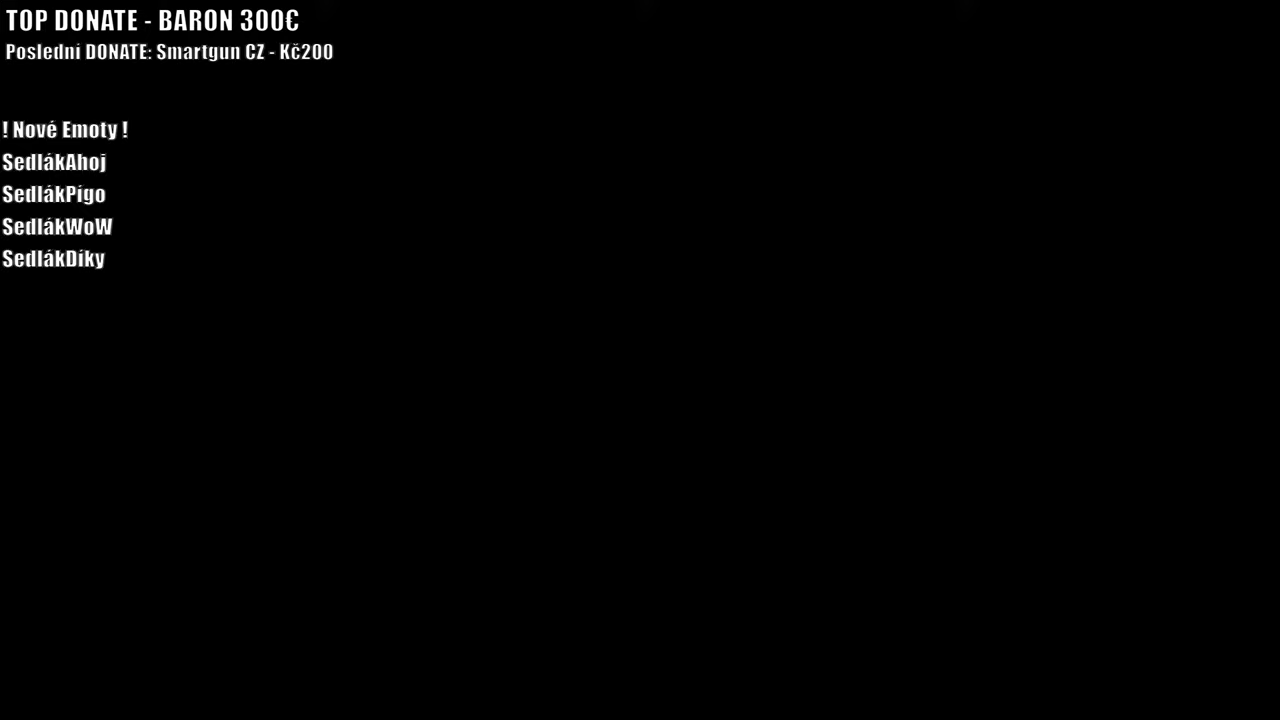 TOP DONATE - BARON 300€
Poslední DONATE: Smartgun CZ - Kč200
! Nové Emoty !
SedlákAhoj
SedlákPígo
SedlákWoW
SedlákDíky